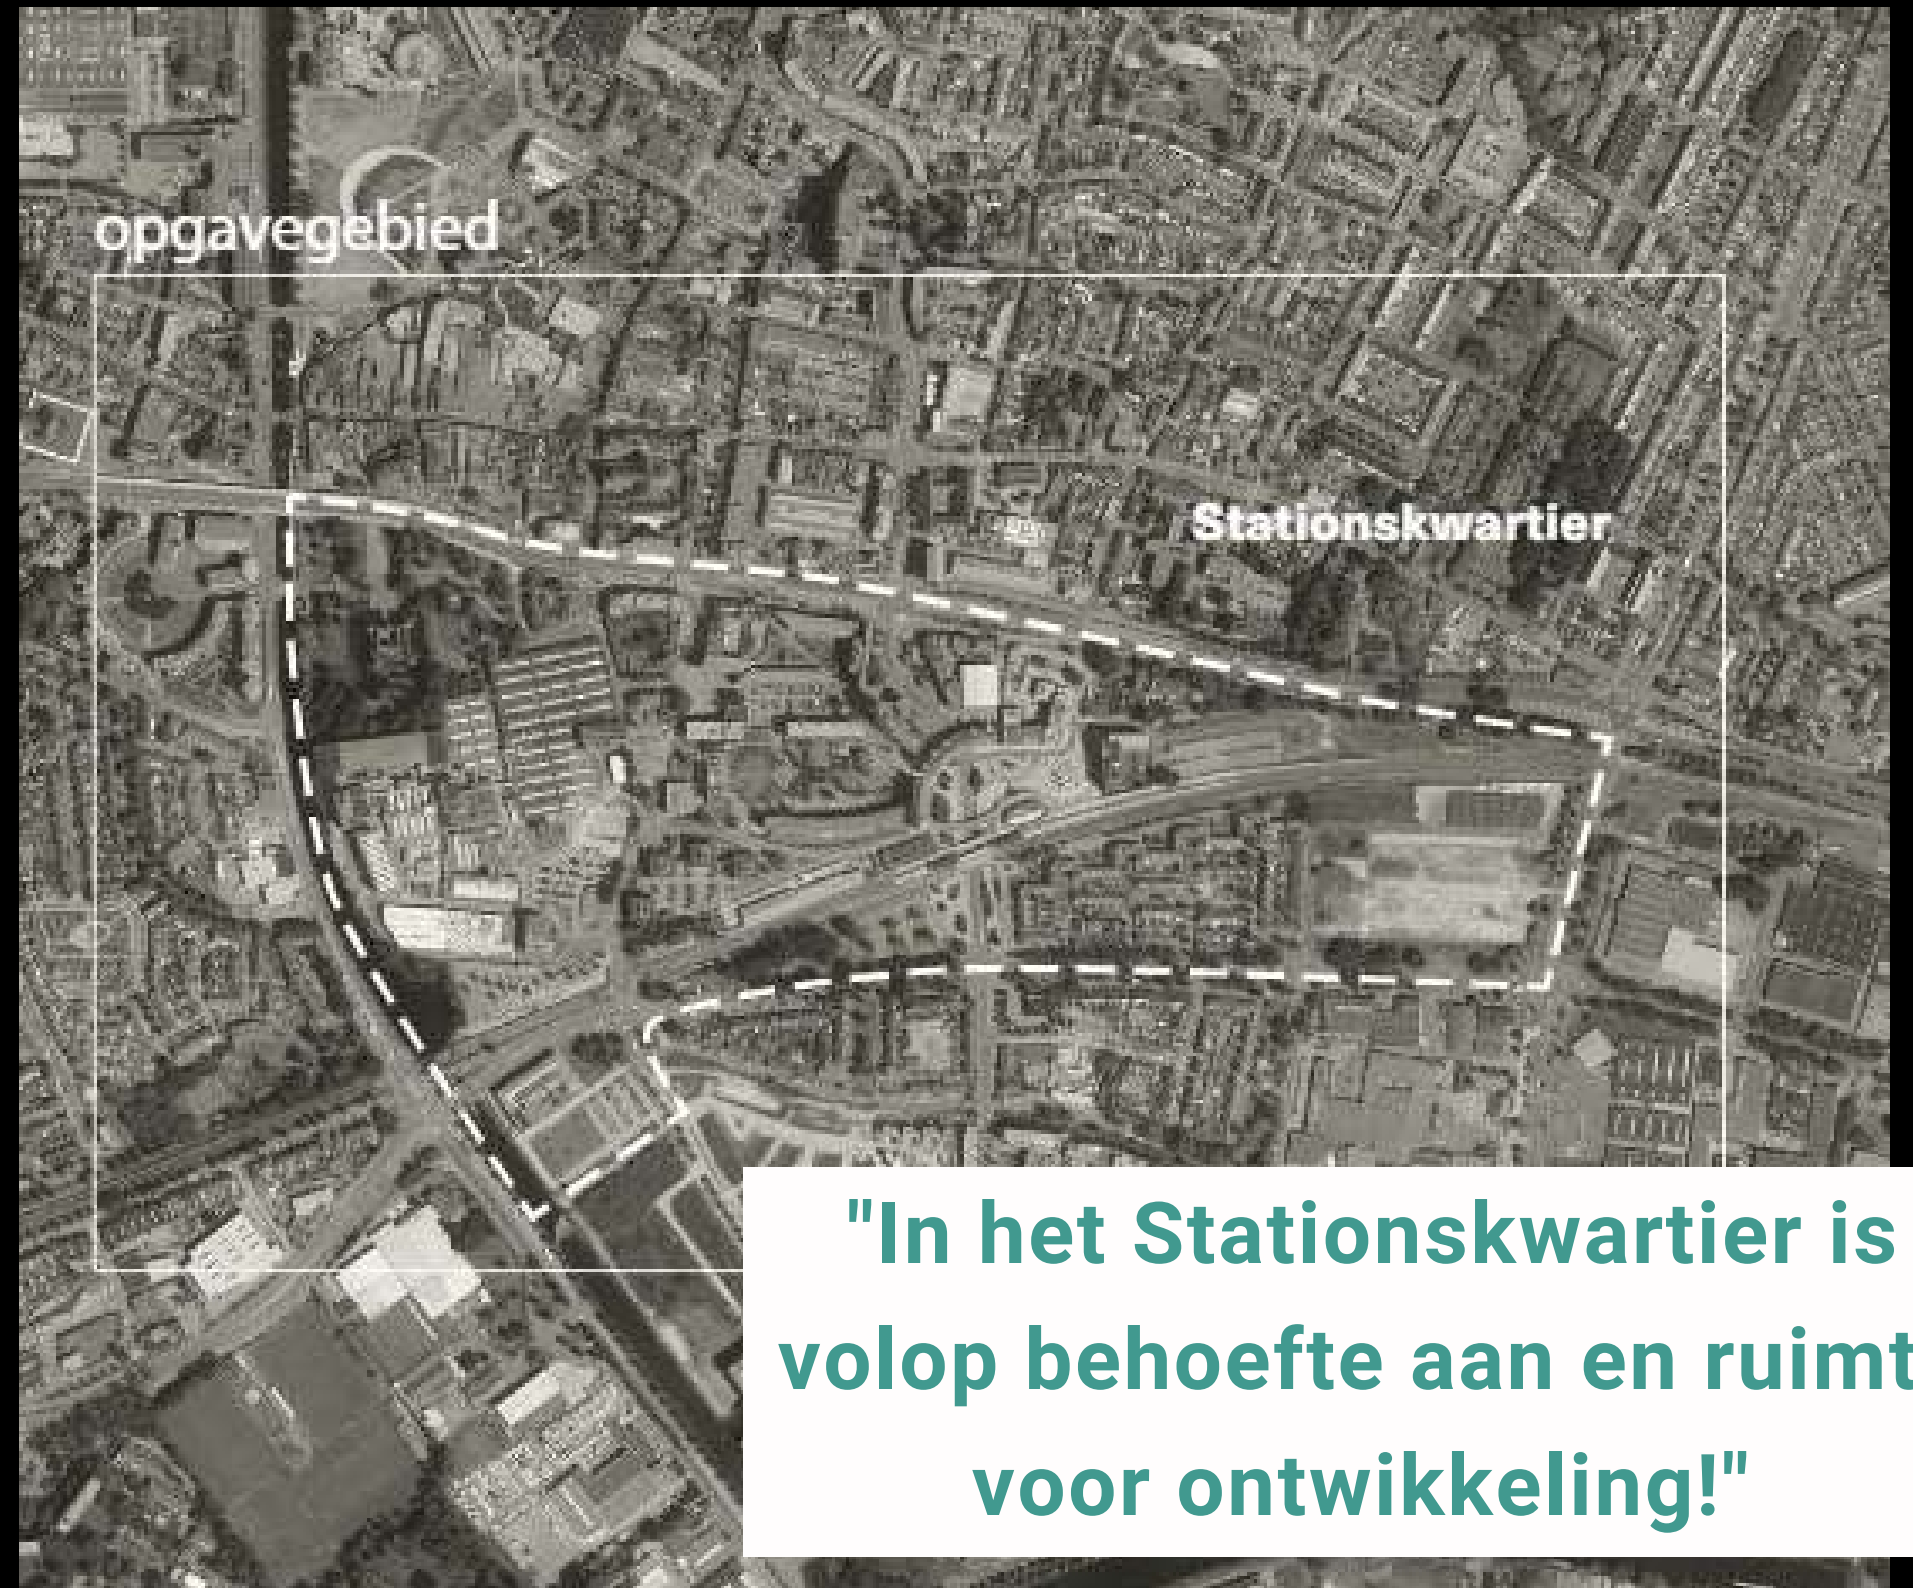 opgavegebied
Stationskwartier
"In het Stationskwartier is
volop behoefte aan en ruimt
voor ontwikkeling!"